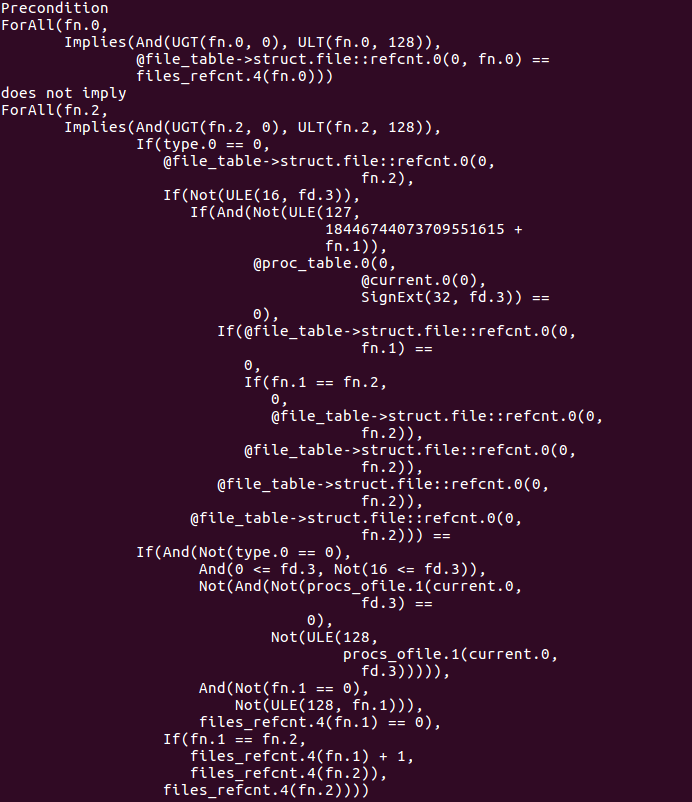 Precondition
ForAll(fn.0,
       Implies(And(UGT(fn.0, 0), ULT(fn.0, 128)),
               @file_table->struct.file::refcnt.0(0, fn.0) ==
               files_refcnt.4(fn.0)))
does not imply
ForAll(fn.2,
       Implies(And(UGT(fn.2, 0), ULT(fn.2, 128)),
               If(type.0 == 0,
                  @file_table->struct.file::refcnt.0(0,
                                        fn.2),
                  If(Not(ULE(16, fd.3)),
                     If(And(Not(ULE(127,
                                    18446744073709551615 +
                                    fn.1)),
                            @proc_table.0(0,
                                        @current.0(0),
                                        SignExt(32, fd.3)) ==
                            0),
                        If(@file_table->struct.file::refcnt.0(0,
                                        fn.1) ==
                           0,
                           If(fn.1 == fn.2,
                              0,
                              @file_table->struct.file::refcnt.0(0,
                                        fn.2)),
                           @file_table->struct.file::refcnt.0(0,
                                        fn.2)),
                        @file_table->struct.file::refcnt.0(0,
                                        fn.2)),
                     @file_table->struct.file::refcnt.0(0,
                                        fn.2))) ==
               If(And(Not(type.0 == 0),
                      And(0 <= fd.3, Not(16 <= fd.3)),
                      Not(And(Not(procs_ofile.1(current.0,
                                        fd.3) ==
                                  0),
                              Not(ULE(128,
                                      procs_ofile.1(current.0,
                                        fd.3))))),
                      And(Not(fn.1 == 0),
                          Not(ULE(128, fn.1))),
                      files_refcnt.4(fn.1) == 0),
                  If(fn.1 == fn.2,
                     files_refcnt.4(fn.1) + 1,
                     files_refcnt.4(fn.2)),
                  files_refcnt.4(fn.2))))